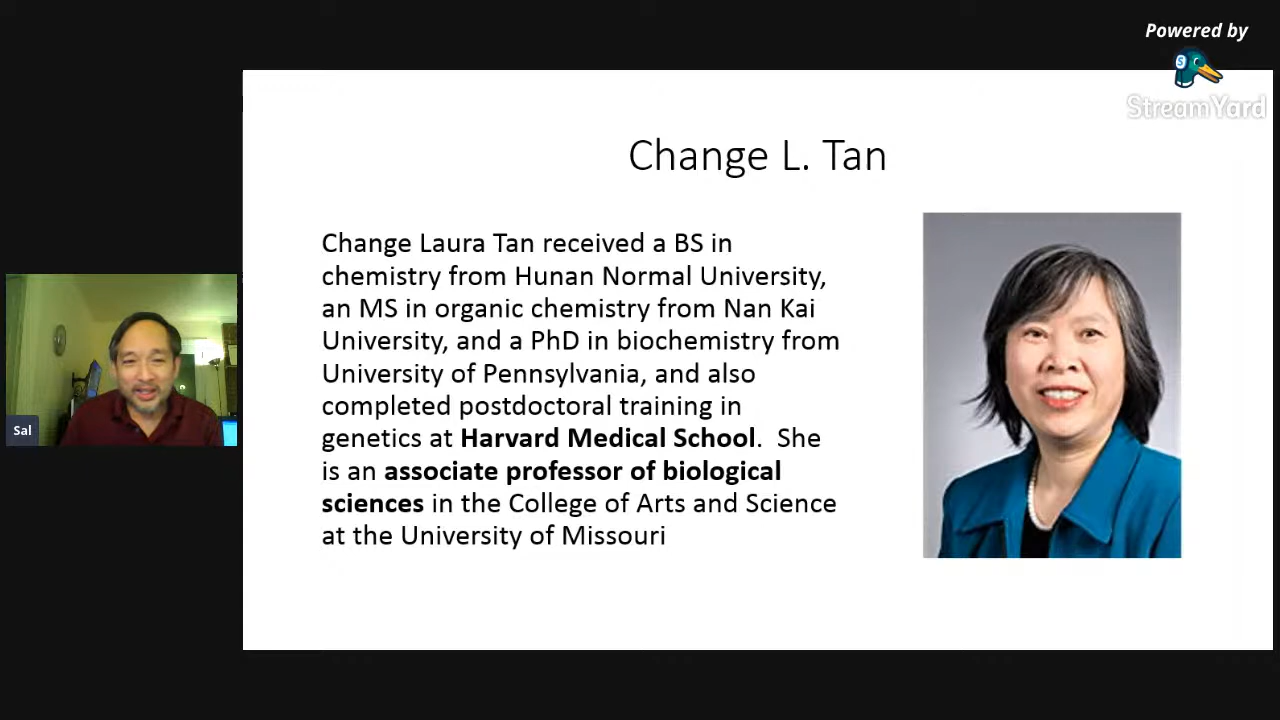 Powered by
StreamYard
Change L. Tan
Change Laura Tan received a BS in
chemistry from Hunan Normal University,
an MS in organic chemistry from Nan Kai
University, and a PhD in biochemistry from
University of Pennsylvania, and also
completed postdoctoral training in
genetics at Harvard Medical School.  She
is an associate professor of biological
sciences in the College of Arts and Science
at the University of Missouri
Sal